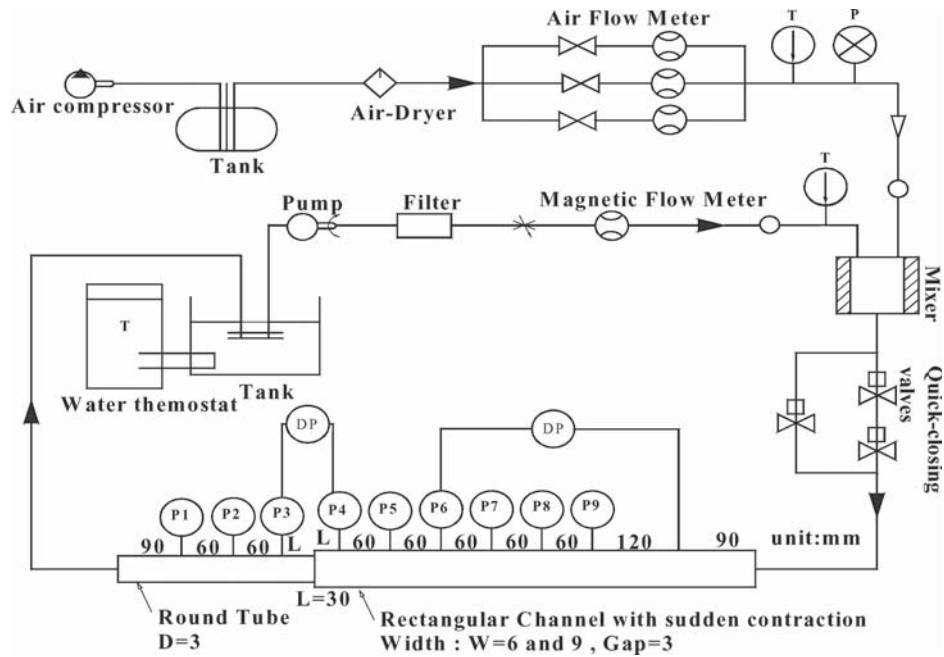 Air Flow Meter
T
P
Air compressor
Tank
Air-Dryer
T
Pump
Filter
Magnetic Flow Meter
Mixer
T
Water themostat
Tank
Quick-closing
valves
DP
DP
P1
P2
P3
P4
P5
P6
P7
P8
P9
90
60
60
L
L
60
60
60
60
60
120
90
unit:mm
L=30
Round Tube
D=3
Rectangular Channel with sudden contraction
Width : W=6 and 9 , Gap=3